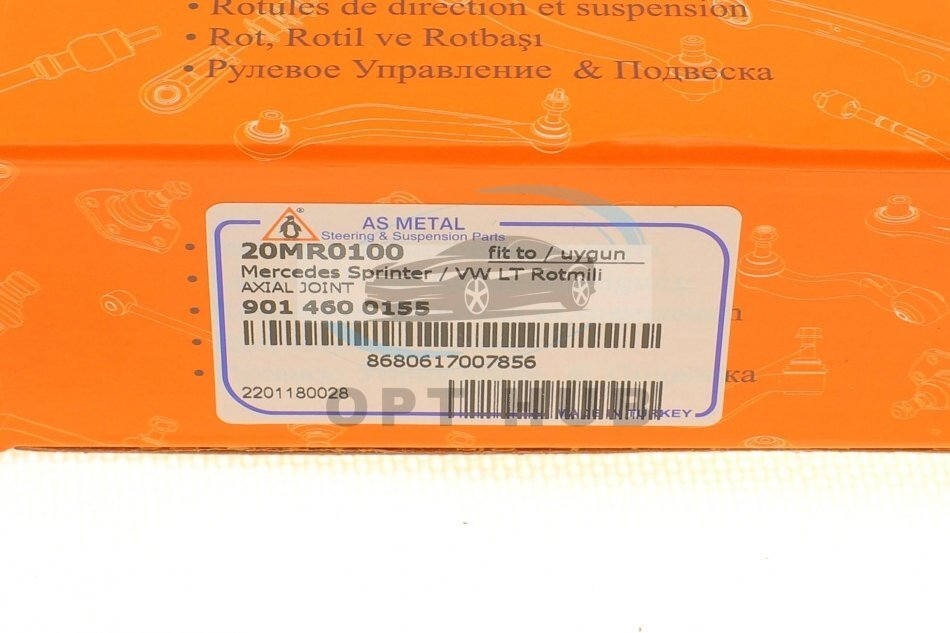 • Rotules de direction et suspension
• Rot, Rotil ve Rotbaşı
• Рулевое Управление & Подвеска
AS METAL
Steering & Suspension Parts
20MR0100 fit to / uygun
Mercedes Sprinter / VW LT Rotmili
AXIAL JOINT
901 460 0155
8680617007856
2201180028
MADE IN TURKEY
OPT HUB